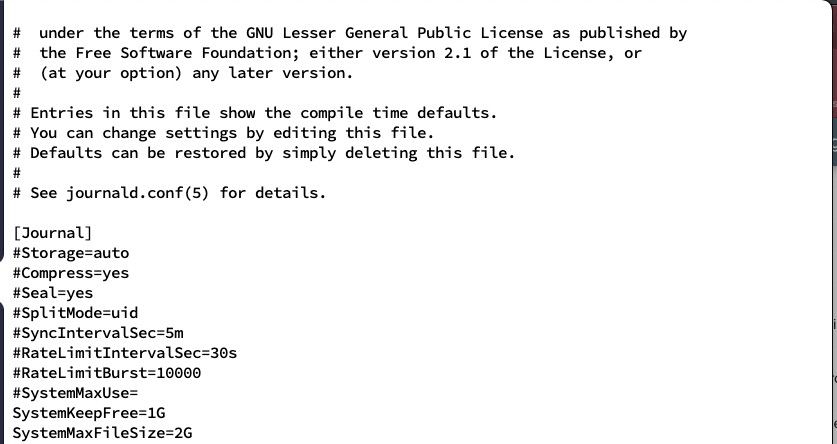 #  under the terms of the GNU Lesser General Public License as published by
#  the Free Software Foundation; either version 2.1 of the License, or
#  (at your option) any later version.
#
# Entries in this file show the compile time defaults.
# You can change settings by editing this file.
# Defaults can be restored by simply deleting this file.
#
# See journald.conf(5) for details.

[Journal]
#Storage=auto
#Compress=yes
#Seal=yes
#SplitMode=uid
#SyncIntervalSec=5m
#RateLimitIntervalSec=30s
#RateLimitBurst=10000
#SystemMaxUse=
SystemKeepFree=1G
SystemMaxFileSize=2G